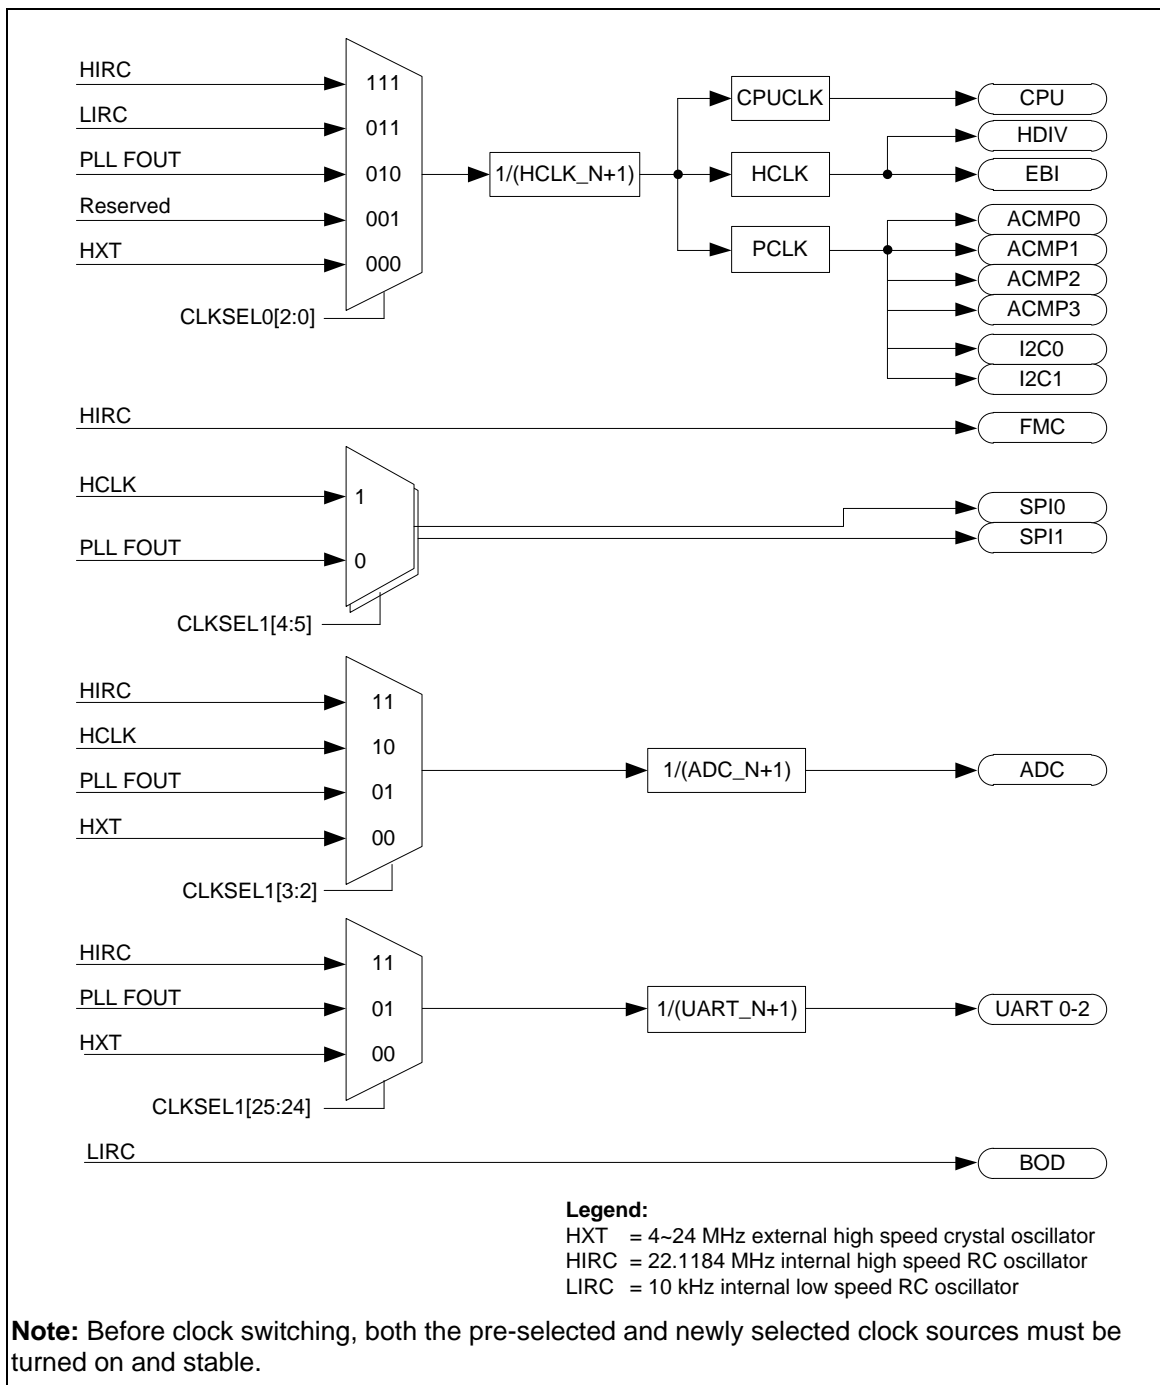 HIRC
LIRC
PLL FOUT
Reserved
HXT
111
011
010
001
000
CLKSEL0[2:0]
1/(HCLK_N+1)
CPUCLK
HCLK
PCLK
CPU
HDIV
EBI
ACMP0
ACMP1
ACMP2
ACMP3
I2C0
I2C1
HIRC
FMC
HCLK
PLL FOUT
1
0
CLKSEL1[4:5]
SPI0
SPI1
HIRC
HCLK
PLL FOUT
HXT
11
10
01
00
CLKSEL1[3:2]
1/(ADC_N+1)
ADC
HIRC
PLL FOUT
HXT
11
01
00
CLKSEL1[25:24]
1/(UART_N+1)
UART 0-2
LIRC
BOD
Legend:
HXT = 4~24 MHz external high speed crystal oscillator
HIRC = 22.1184 MHz internal high speed RC oscillator
LIRC = 10 kHz internal low speed RC oscillator
Note: Before clock switching, both the pre-selected and newly selected clock sources must be
turned on and stable.